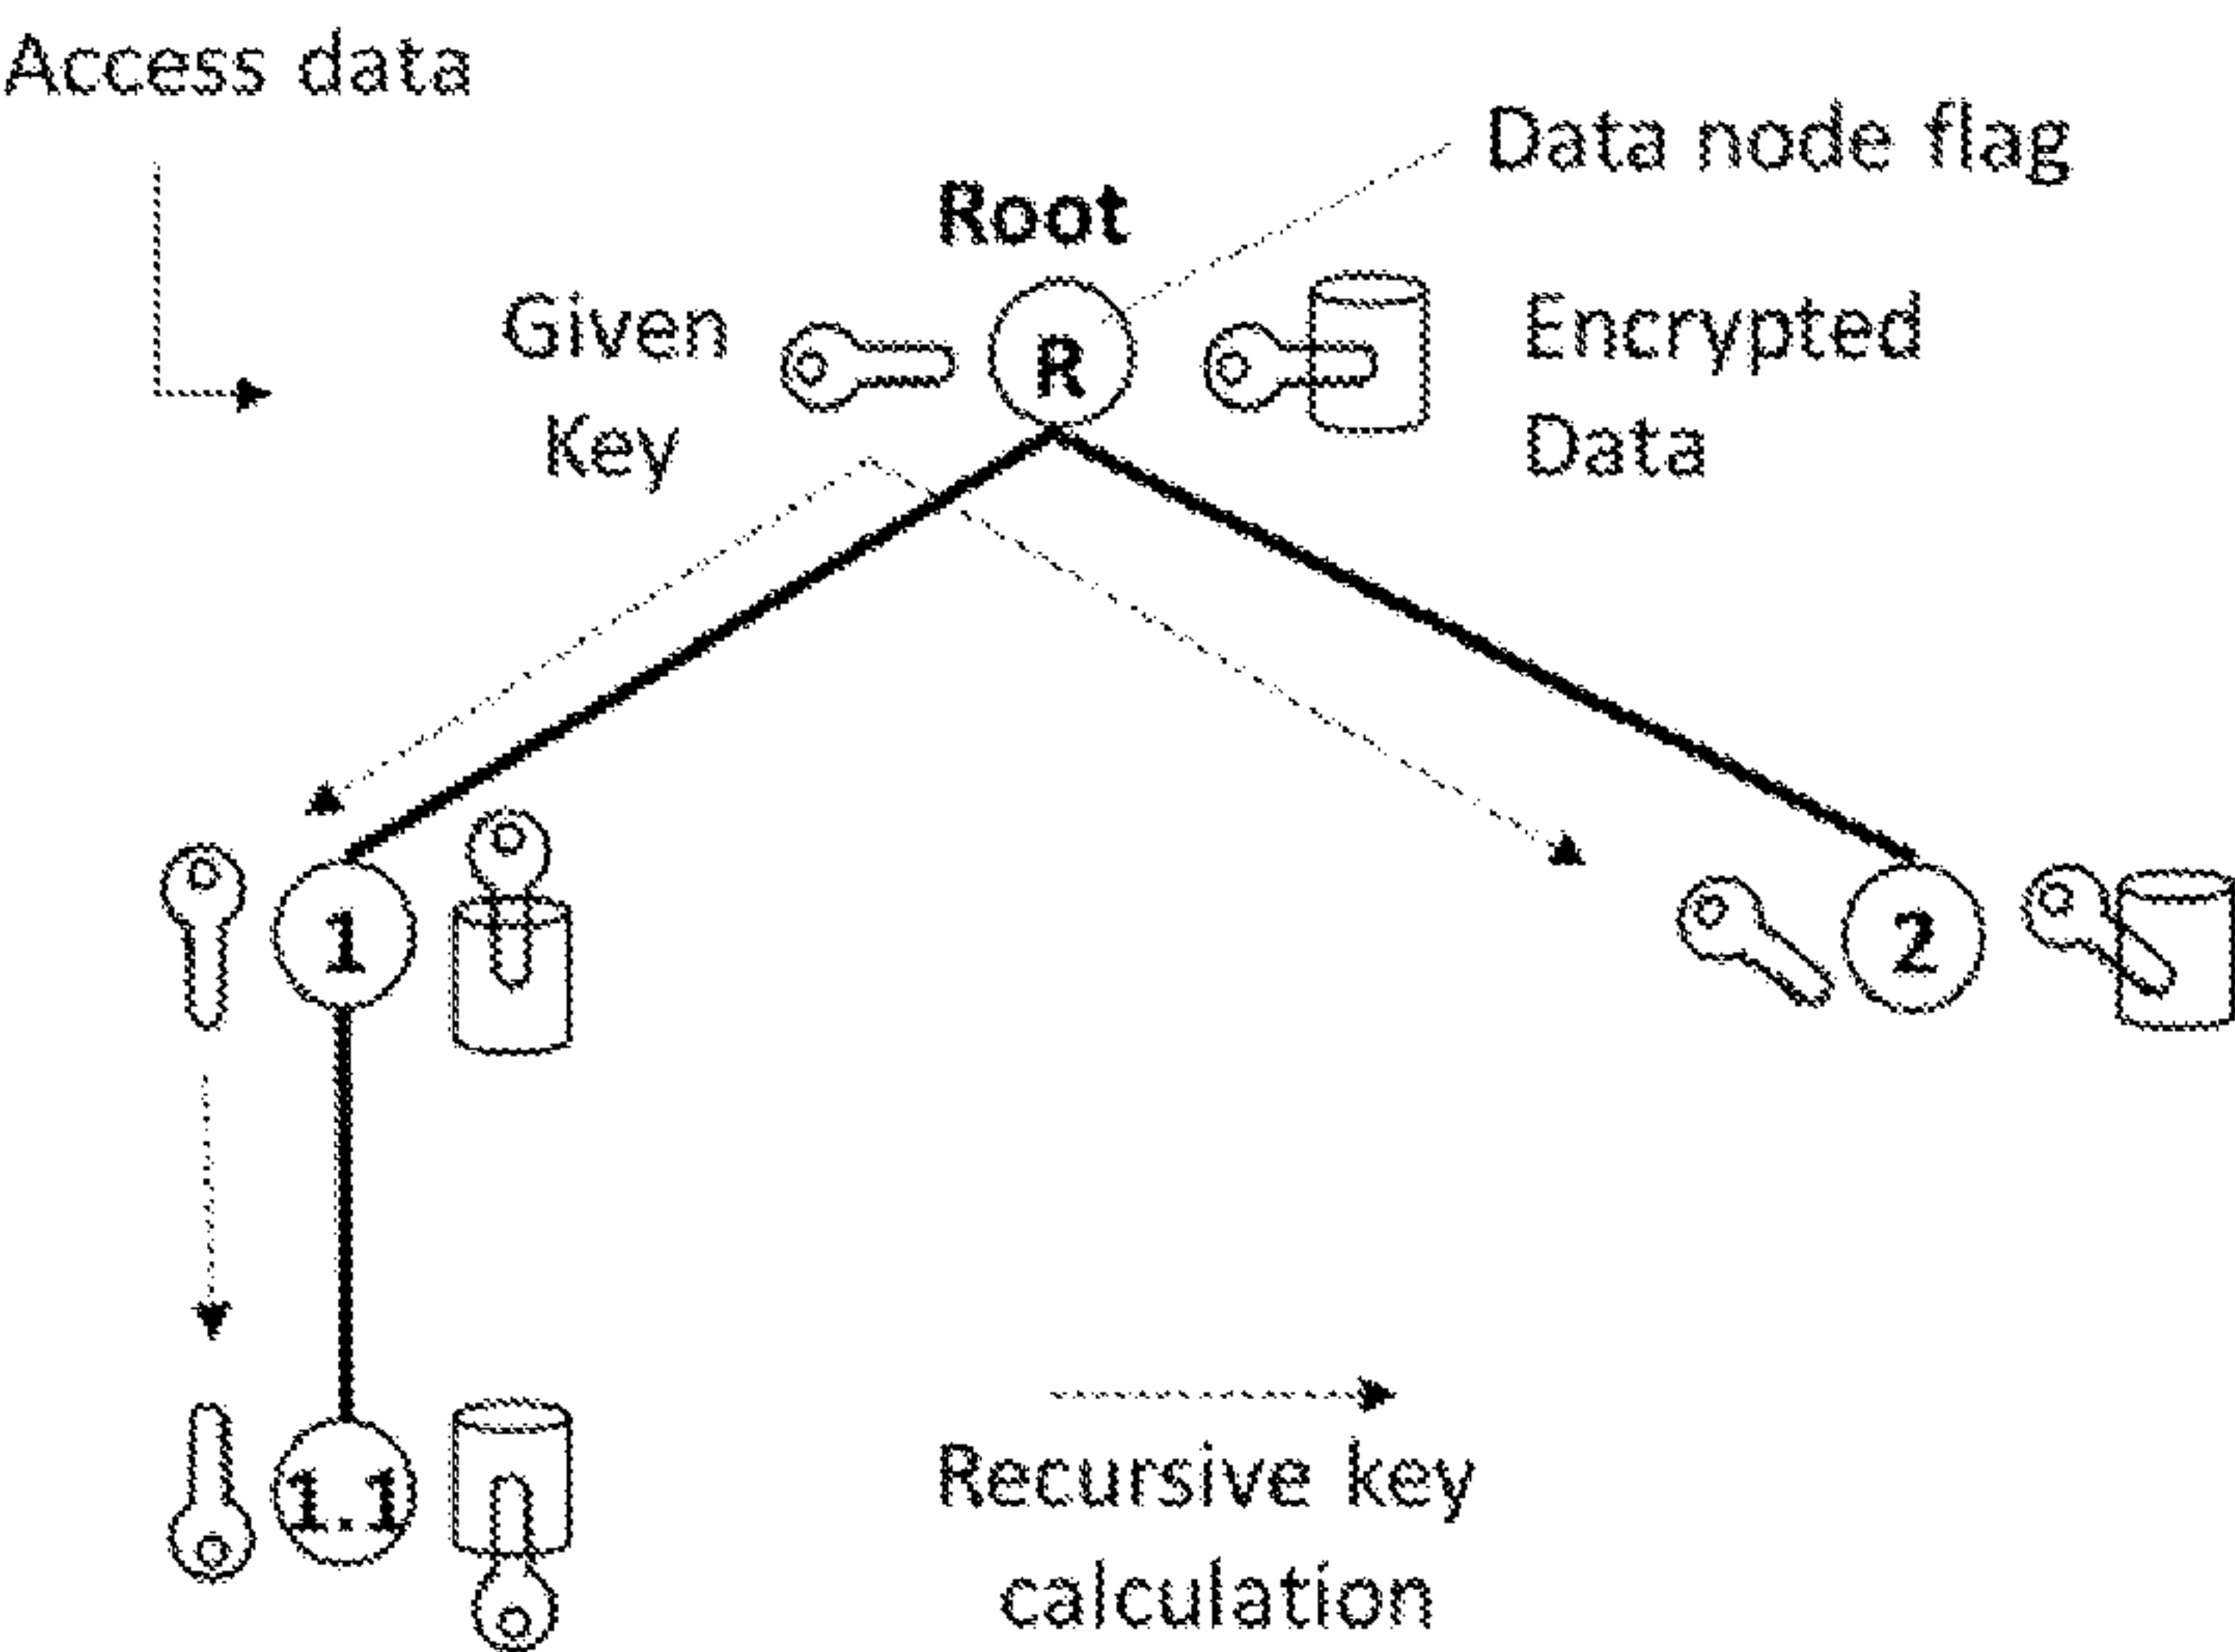 Access data
Data node flag
Root
Given
Key
R
Encrypted
Data
1
2
1.1
Recursive key
calculation